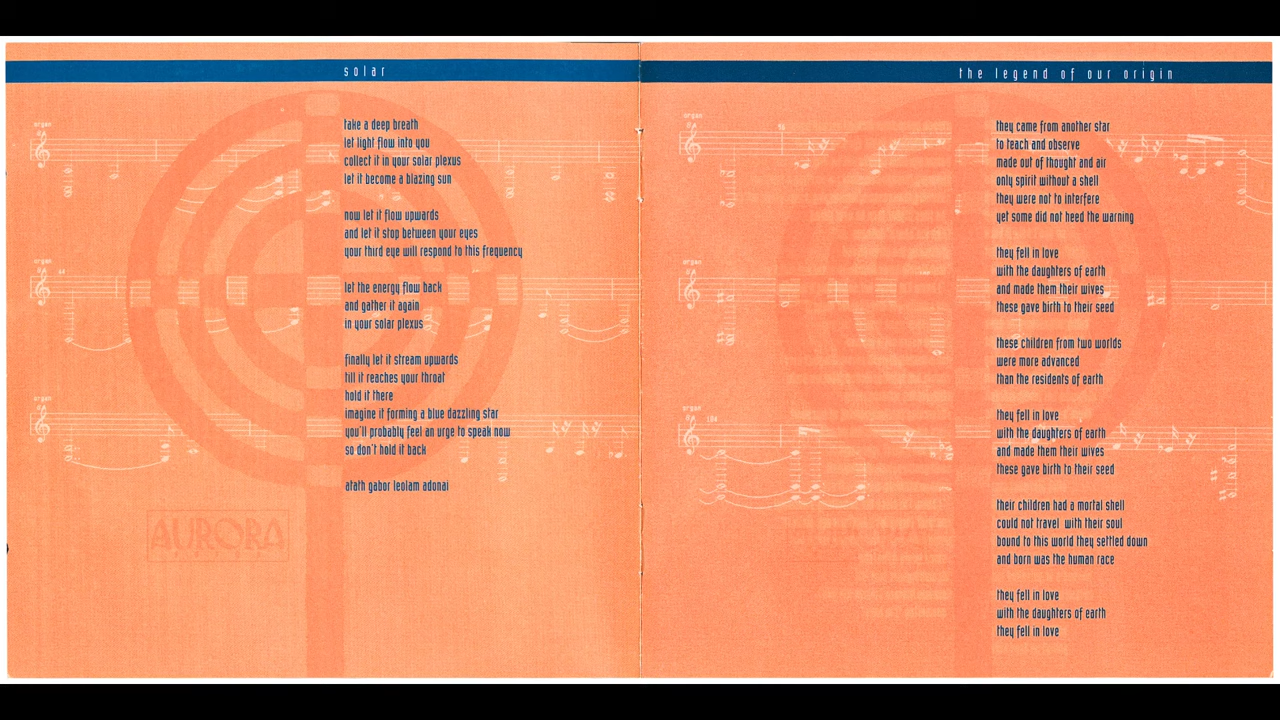 solar
take a deep breath
let light flow into you
collect it in your solar plexus
let it become a blazing sun
now let it flow upwards
and let it stop between your eyes
your third eye will respond to this frequency
let the energy flow back
and gather it again
in your solar plexus
finally let it stream upwards
till it reaches your throat
hold it there
imagine it forming a blue dazzling star
you'll probably feel an urge to speak now
so don't hold it back
atath gabor leolam adonai
organ
organ
organ
AURORA
the legend of our origin
they came from another star
to teach and observe
made out of thought and air
only spirit without a shell
they were not to interfere
yet some did not heed the warning
they fell in love
with the daughters of earth
and made them their wives
these gave birth to their seed
these children from two worlds
were more advanced
than the residents of earth
they fell in love
with the daughters of earth
and made them their wives
these gave birth to their seed
their children had a mortal shell
could not travel with their soul
bound to this world they settled down
and born was the human race
they fell in love
with the daughters of earth
they fell in love
organ
organ
organ